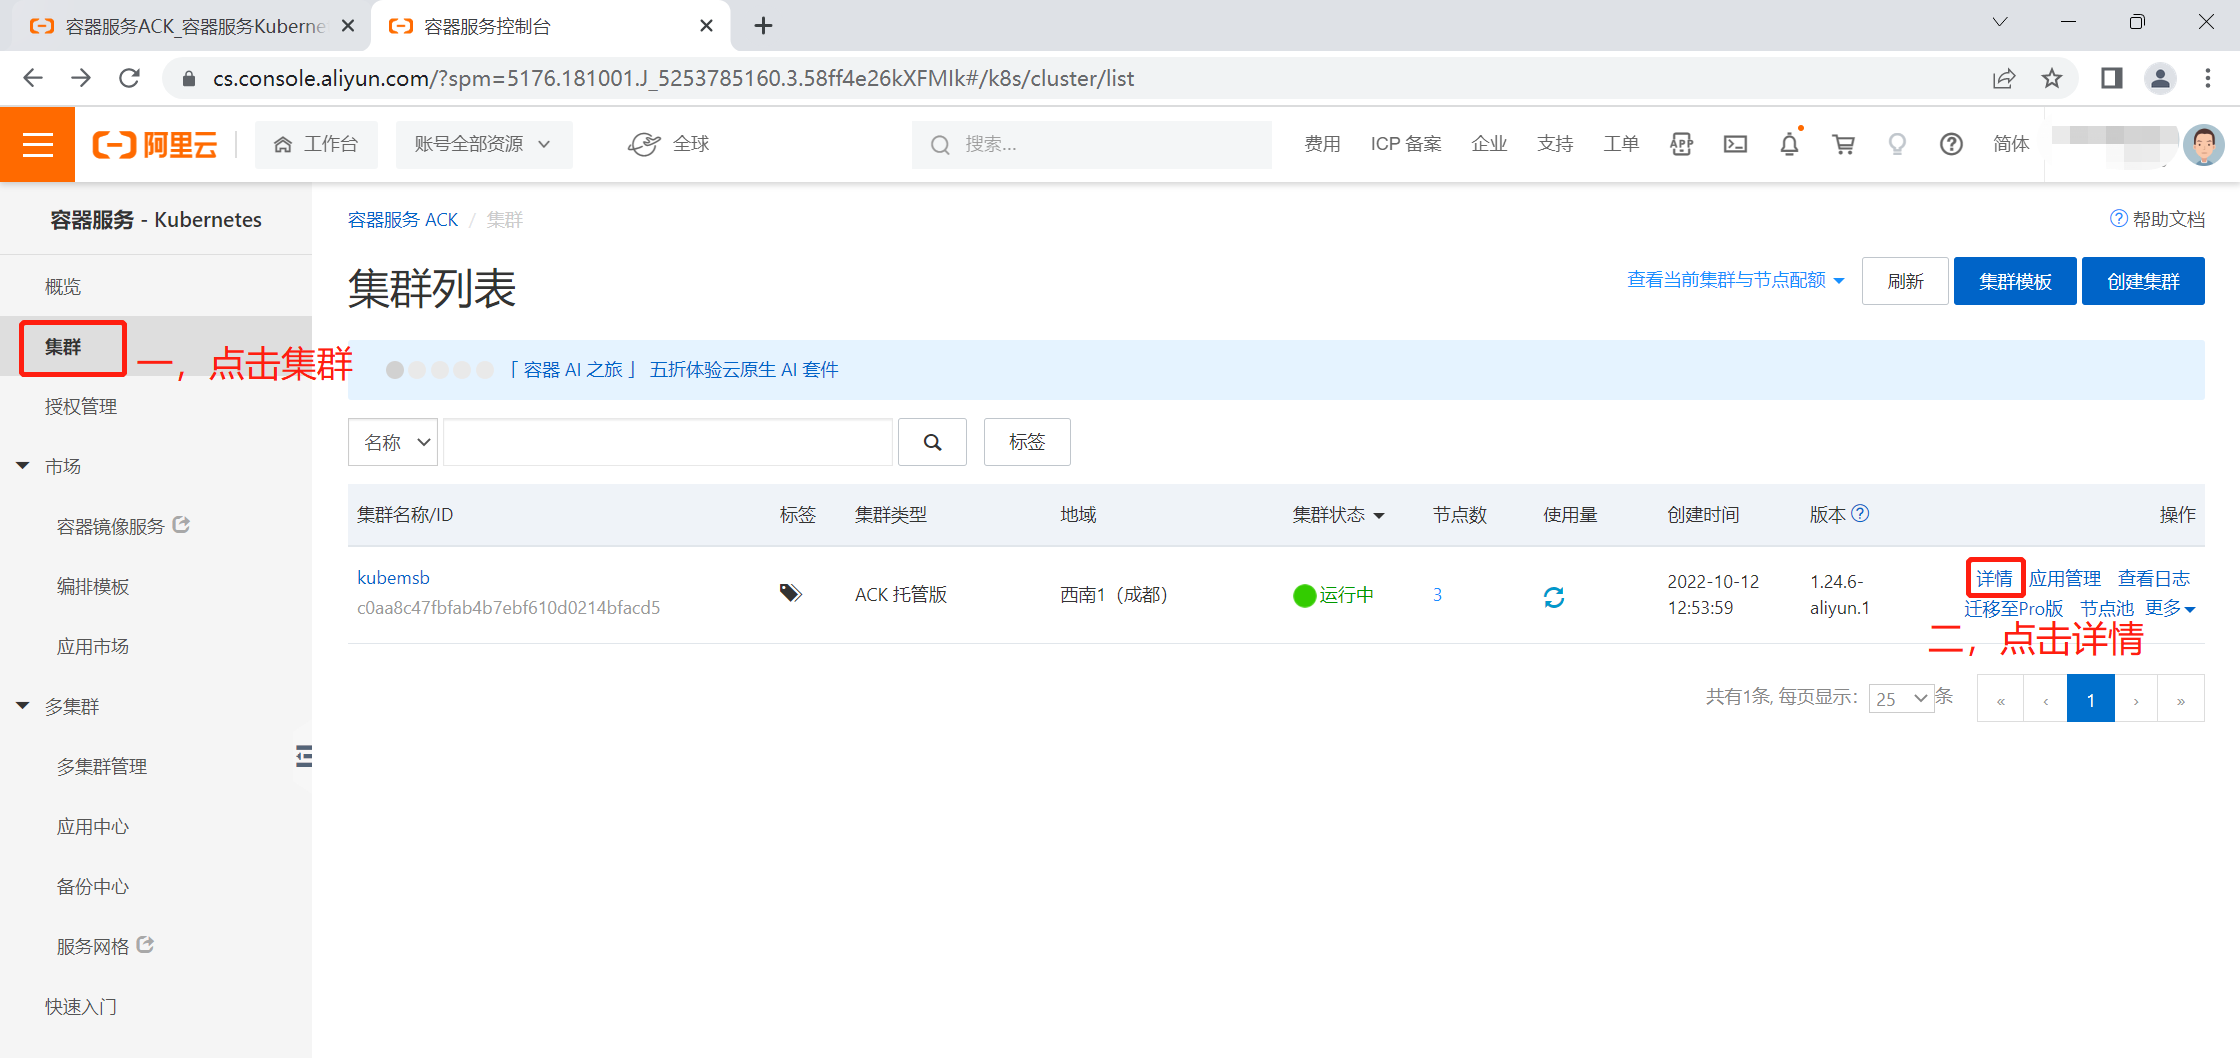 容器服务ACK_容器服务Kuberne
容器服务控制台
cs.console.aliyun.com/?spm=5176.181001.J_5253785160.3.58ff4e26kXFMIk#/k8s/cluster/list
阿里云
工作台
账号全部资源
全球
搜索...
费用
ICP 备案
企业
支持
工单
APP
简体
容器服务 - Kubernetes
概览
集群
一，点击集群
授权管理
市场
容器镜像服务
编排模板
应用市场
多集群
多集群管理
应用中心
备份中心
服务网格
快速入门
容器服务 ACK / 集群
帮助文档
集群列表
查看当前集群与节点配额
刷新
集群模板
创建集群
「 容器 AI 之旅 」 五折体验云原生 AI 套件
名称
标签
集群名称/ID 标签 集群类型 地域 集群状态 节点数 使用量 创建时间 版本 操作
kubemsb
c0aa8c47fbfab4b7ebf610d0214bfacd5
ACK 托管版
西南1（成都）
运行中
3
2022-10-12
12:53:59
1.24.6-
aliyun.1
详情 应用管理 查看日志
迁移至Pro版 节点池 更多
二，点击详情
共有1条, 每页显示: 25 条
« ‹ 1 › »